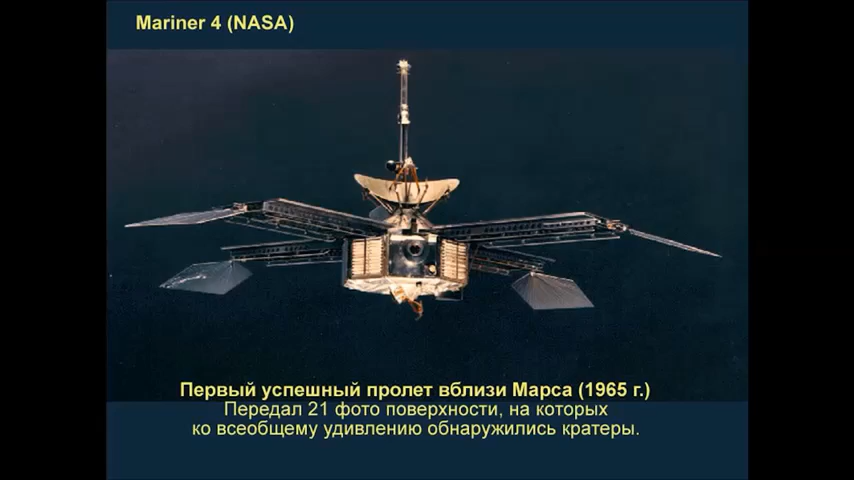 Mariner 4 (NASA)
Первый успешный пролет вблизи Марса (1965 г.)
Передал 21 фото поверхности, на которых
ко всеобщему удивлению обнаружились кратеры.